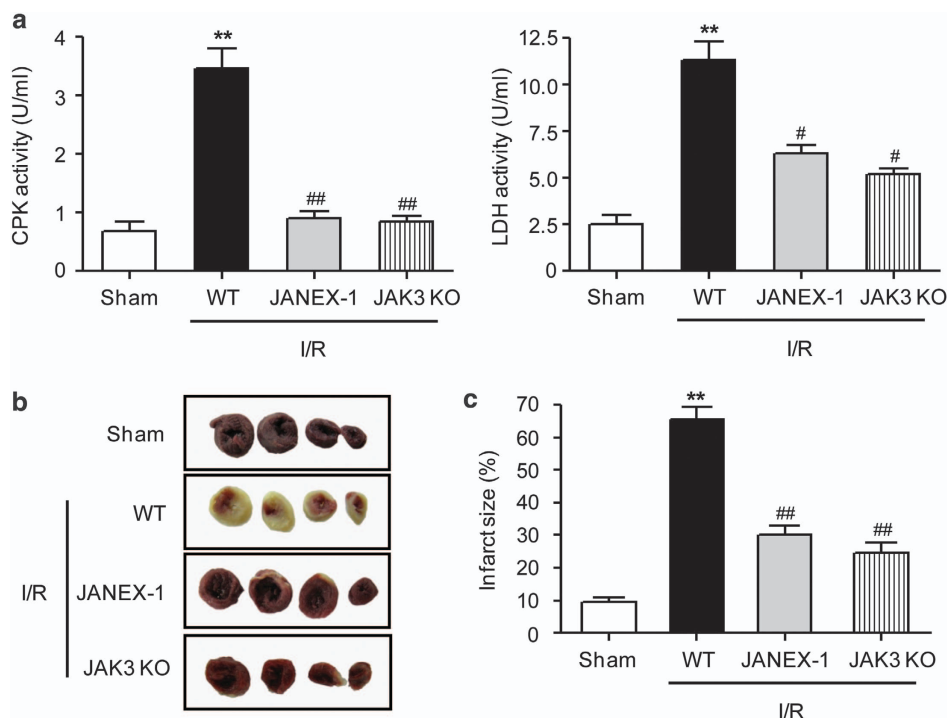 a
CPK activity (U/ml)
4
3
2
1
0
**
##
##
Sham WT JANEX-1 JAK3 KO
I/R
LDH activity (U/ml)
12.5
10.0
7.5
5.0
2.5
0
**
#
#
Sham WT JANEX-1 JAK3 KO
I/R
b
Sham
WT
I/R
JANEX-1
JAK3 KO
c
Infarct size (%)
70
60
50
40
30
20
10
0
**
##
##
Sham WT JANEX-1 JAK3 KO
I/R